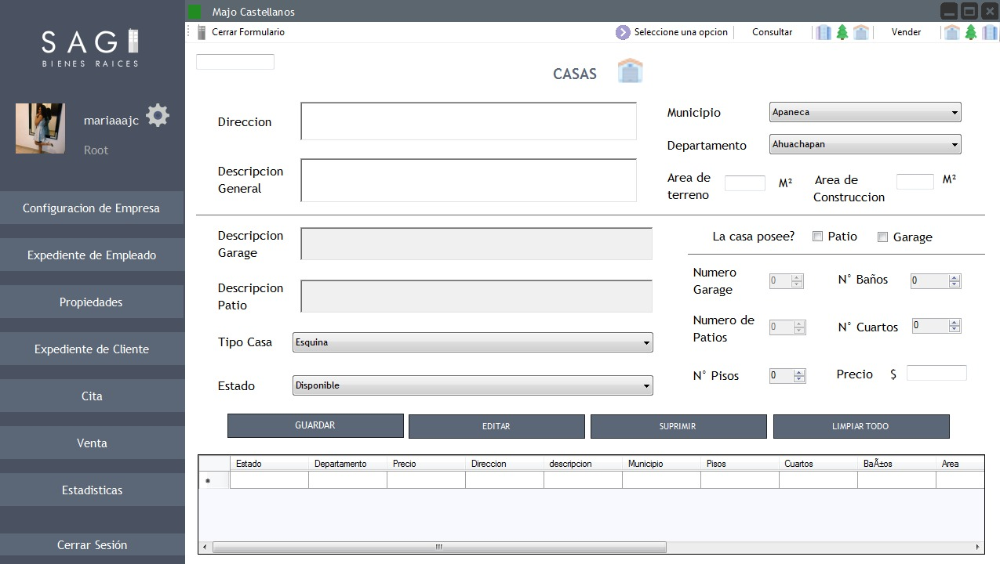 Majo Castellanos
Cerrar Formulario
Seleccione una opcion
Consultar
Vender
SAGI
BIENES RAICES
mariaaajc
Root
Configuracion de Empresa
Expediente de Empleado
Propiedades
Expediente de Cliente
Cita
Venta
Estadisticas
Cerrar Sesión
CASAS
Direccion
Municipio
Apaneca
Departamento
Ahuachapan
Descripcion
General
Area de
terreno
M²
Area de
Construccion
M²
Descripcion
Garage
La casa posee?
Patio
Garage
Descripcion
Patio
Numero
Garage
0
N° Baños
0
Numero de
Patios
0
N° Cuartos
0
Tipo Casa
Esquina
Estado
Disponible
N° Pisos
0
Precio
$
GUARDAR
EDITAR
SUPRIMIR
LIMPIAR TODO
Estado
Departamento
Precio
Direccion
descripcion
Municipio
Pisos
Cuartos
BaÃ±os
Area